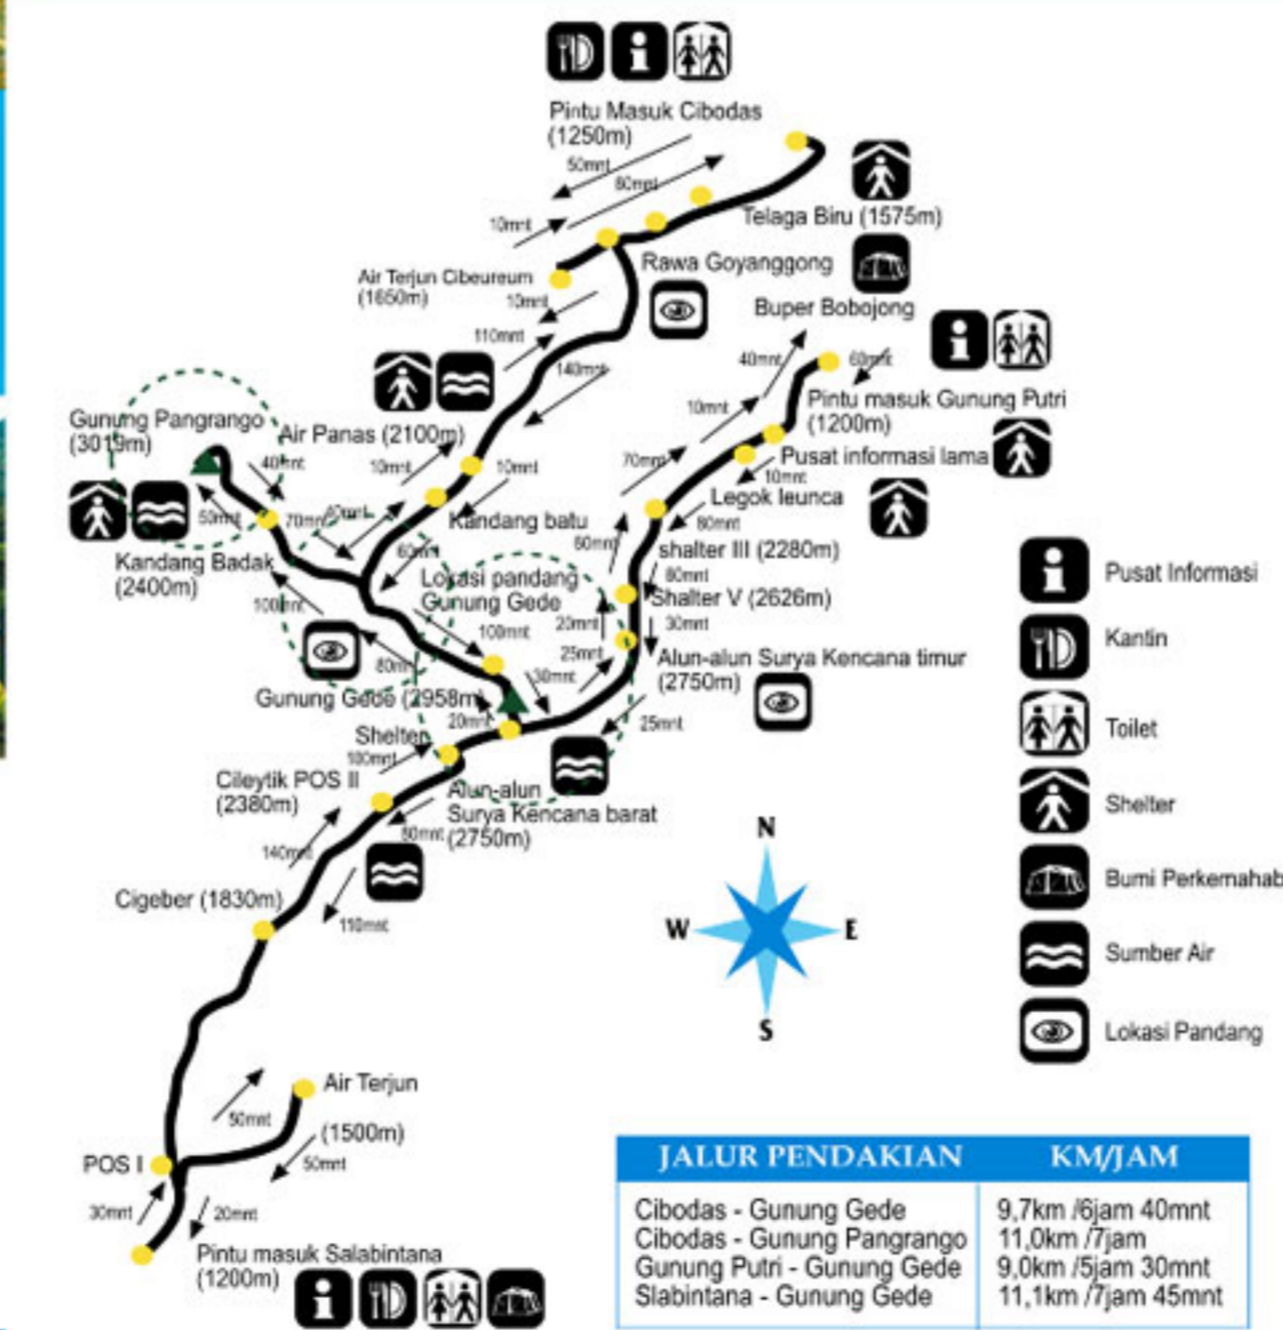 Pintu Masuk Cibodas
(1250m)
50mnt
80mnt
Telaga Biru (1575m)
10mnt
Rawa Goyanggong
Air Terjun Cibeureum
(1650m)
10mnt
Buper Bobojong
110mnt
140mnt
40mnt
60mnt
Pintu masuk Gunung Putri
(1200m)
10mnt
Gunung Pangrango
(3019m)
Air Panas (2100m)
40mnt
10mnt
10mnt
70mnt
Pusat informasi lama
10mnt
Legok leunca
50mnt
70mnt
Kandang batu
80mnt
shalter III (2280m)
Kandang Badak
(2400m)
60mnt
Lokasi pandang
Gunung Gede
80mnt
Shalter V (2626m)
100mnt
100mnt
20mnt
30mnt
25mnt
Alun-alun Surya Kencana timur
(2750m)
30mnt
Gunung Gede (2958m)
20mnt
25mnt
Shelter
100mnt
Cileytik POS II
(2380m)
Alun-alun
Surya Kencana barat
(2750m)
80mnt
140mnt
Cigeber (1830m)
110mnt
N
W
E
S
Pusat Informasi
Kantin
Toilet
Shelter
Bumi Perkemahab
Sumber Air
Lokasi Pandang
Air Terjun
(1500m)
50mnt
50mnt
POS I
30mnt
20mnt
Pintu masuk Salabintana
(1200m)
JALUR PENDAKIAN KM/JAM
Cibodas - Gunung Gede 9,7km /6jam 40mnt
Cibodas - Gunung Pangrango 11,0km /7jam
Gunung Putri - Gunung Gede 9,0km /5jam 30mnt
Slabintana - Gunung Gede 11,1km /7jam 45mnt